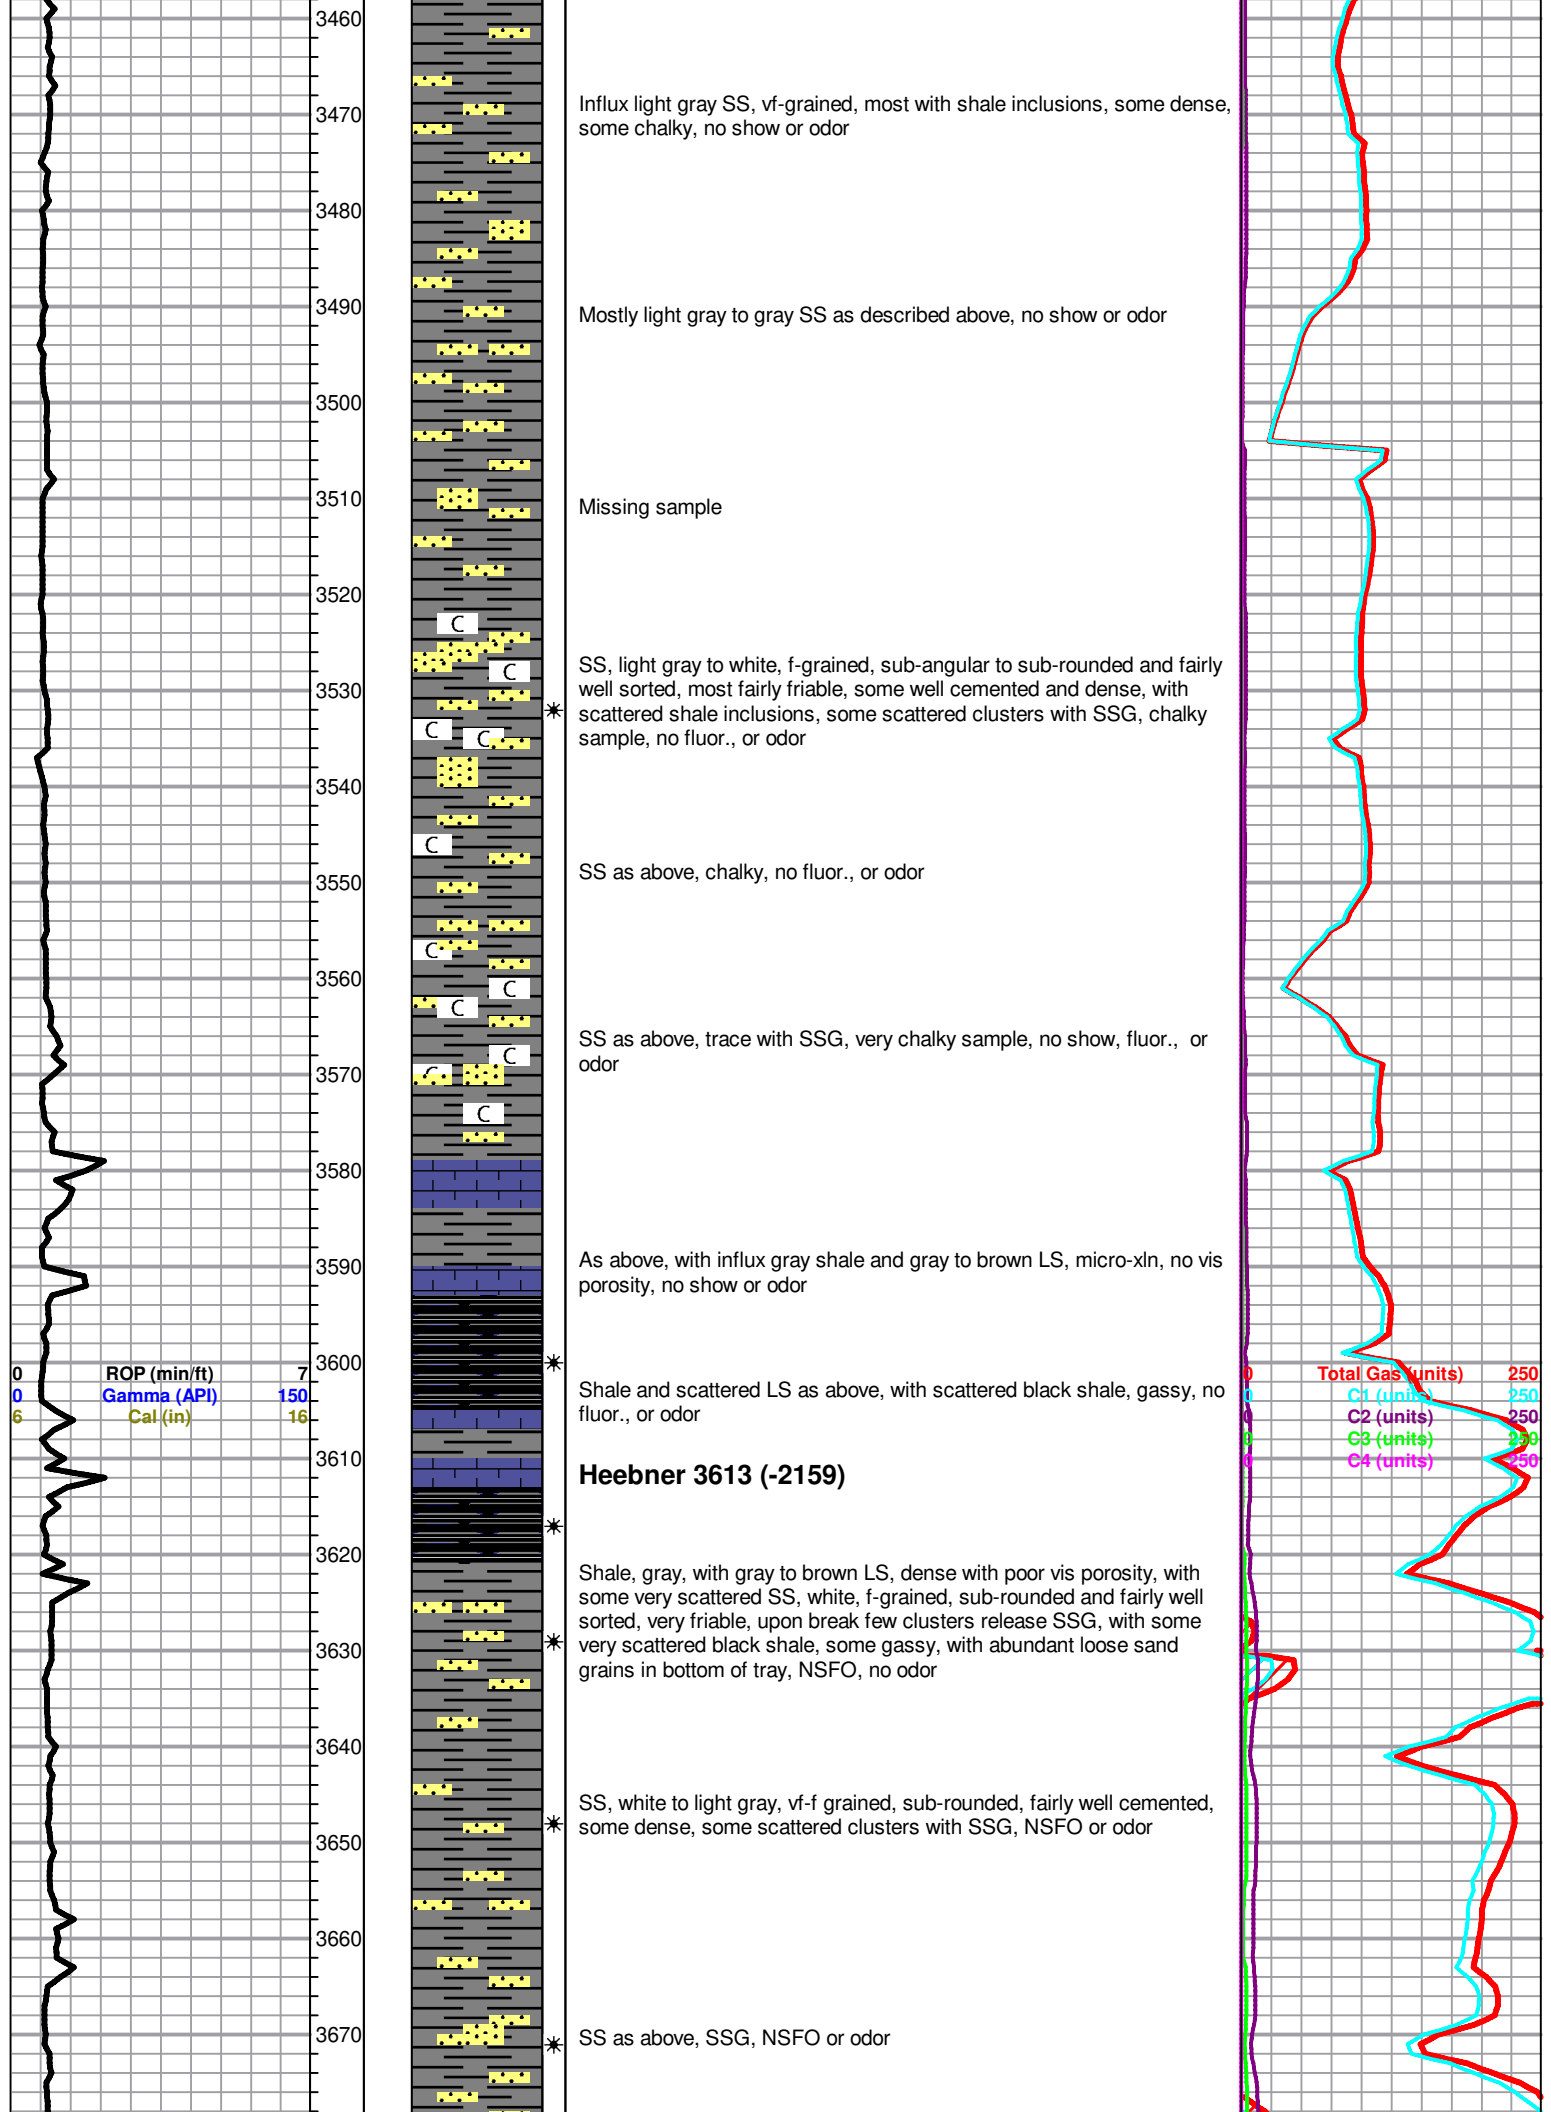 3460
Influx light gray SS, vf-grained, most with shale inclusions, some dense,
some chalky, no show or odor
3470
3480
3490
Mostly light gray to gray SS as described above, no show or odor
3500
3510
Missing sample
3520
C
SS, light gray to white, f-grained, sub-angular to sub-rounded and fairly
C
well sorted, most fairly friable, some well cemented and dense, with
3530
scattered shale inclusions, some scattered clusters with SSG, chalky
C
C
sample, no fluor., or odor
3540
C
SS as above, chalky, no fluor., or odor
3550
C
3560
C
C
SS as above, trace with SSG, very chalky sample, no show, fluor., or
C
odor
C
3570
C
3580
As above, with influx gray shale and gray to brown LS, micro-xln, no vis
3590
porosity, no show or odor
3600
0 ROP (min/ft) 7
0 Gamma (API) 150
6 Cal (in) 16
Shale and scattered LS as above, with scattered black shale, gassy, no
fluor., or odor
0 Total Gas (units) 250
0 C1 (units) 250
0 C2 (units) 250
0 C3 (units) 250
0 C4 (units) 250
3610
Heebner 3613 (-2159)
3620
Shale, gray, with gray to brown LS, dense with poor vis porosity, with
some very scattered SS, white, f-grained, sub-rounded and fairly well
sorted, very friable, upon break few clusters release SSG, with some
very scattered black shale, some gassy, with abundant loose sand
3630
grains in bottom of tray, NSFO, no odor
3640
SS, white to light gray, vf-f grained, sub-rounded, fairly well cemented,
some dense, some scattered clusters with SSG, NSFO or odor
3650
3660
3670
SS as above, SSG, NSFO or odor